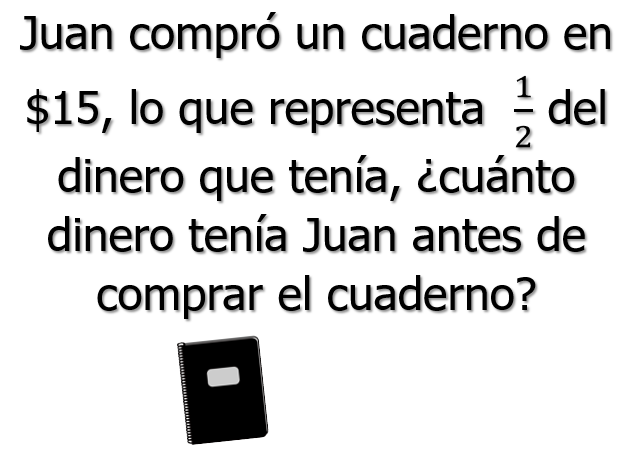 Juan compró un cuaderno en
$15, lo que representa 1/2 del
dinero que tenía, ¿cuánto
dinero tenía Juan antes de
comprar el cuaderno?